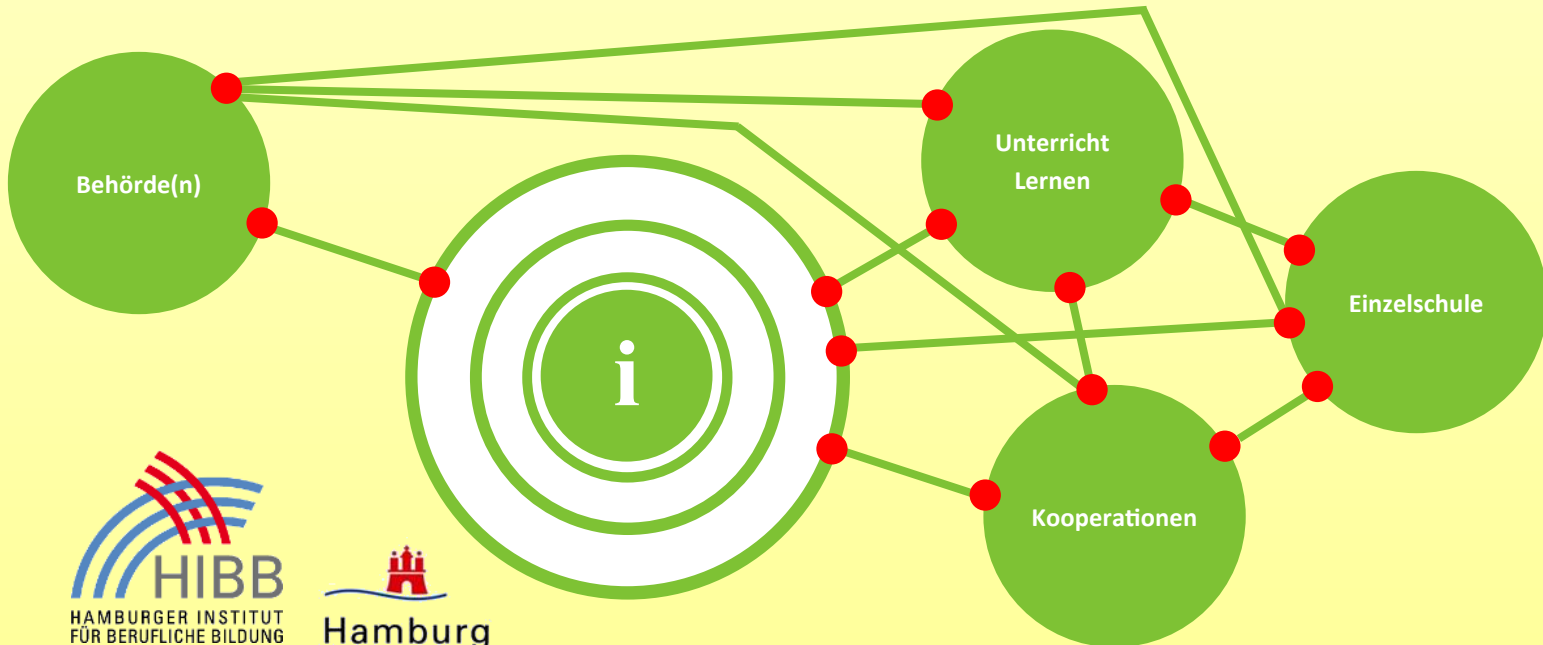 Behörde(n)
Unterricht
Lernen
Einzelschule
i
Kooperationen
HIBB
HAMBURGER INSTITUT
FÜR BERUFLICHE BILDUNG
Hamburg